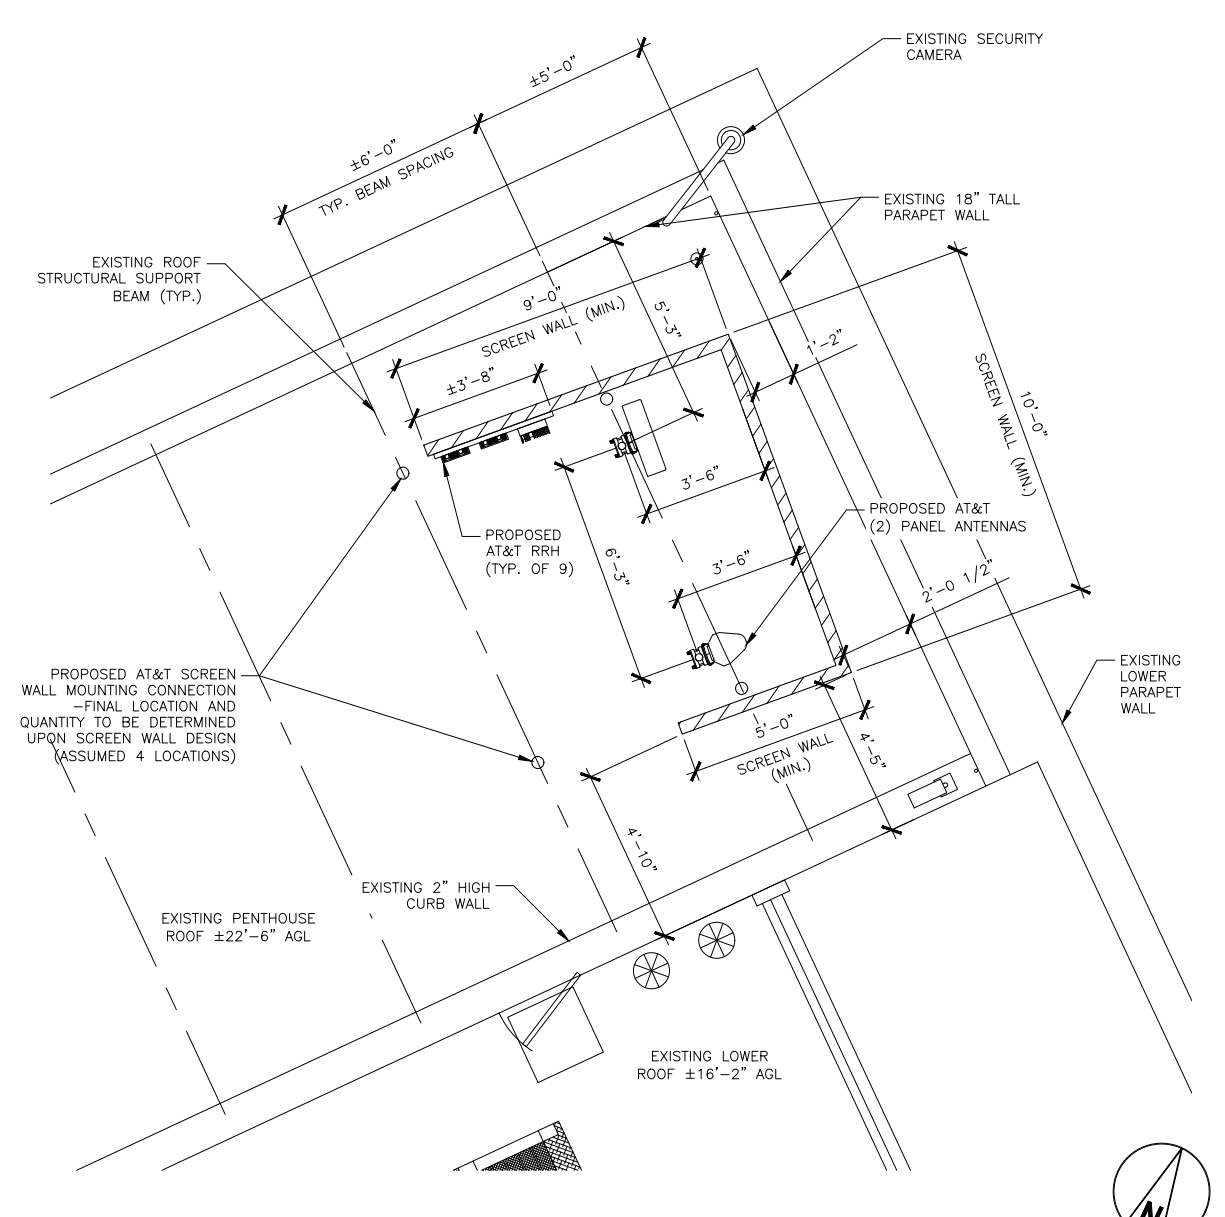 EXISTING SECURITY
CAMERA
±5'-0"
±6'-0"
TYP. BEAM SPACING
EXISTING 18" TALL
PARAPET WALL
EXISTING ROOF
STRUCTURAL SUPPORT
BEAM (TYP.)
9'-0"
SCREEN WALL (MIN.)
5'-3"
1'-2"
±3'-8"
10'-0"
SCREEN WALL (MIN.)
3'-6"
PROPOSED AT&T
(2) PANEL ANTENNAS
PROPOSED
AT&T RRH
(TYP. OF 9)
6'-3"
3'-6"
2'-0 1/2"
EXISTING
LOWER
PARAPET
WALL
PROPOSED AT&T SCREEN
WALL MOUNTING CONNECTION
-FINAL LOCATION AND
QUANTITY TO BE DETERMINED
UPON SCREEN WALL DESIGN
(ASSUMED 4 LOCATIONS)
5'-0"
SCREEN WALL
(MIN.)
4'-5"
4'-10"
EXISTING 2" HIGH
CURB WALL
EXISTING PENTHOUSE
ROOF ±22'-6" AGL
EXISTING LOWER
ROOF ±16'-2" AGL
N